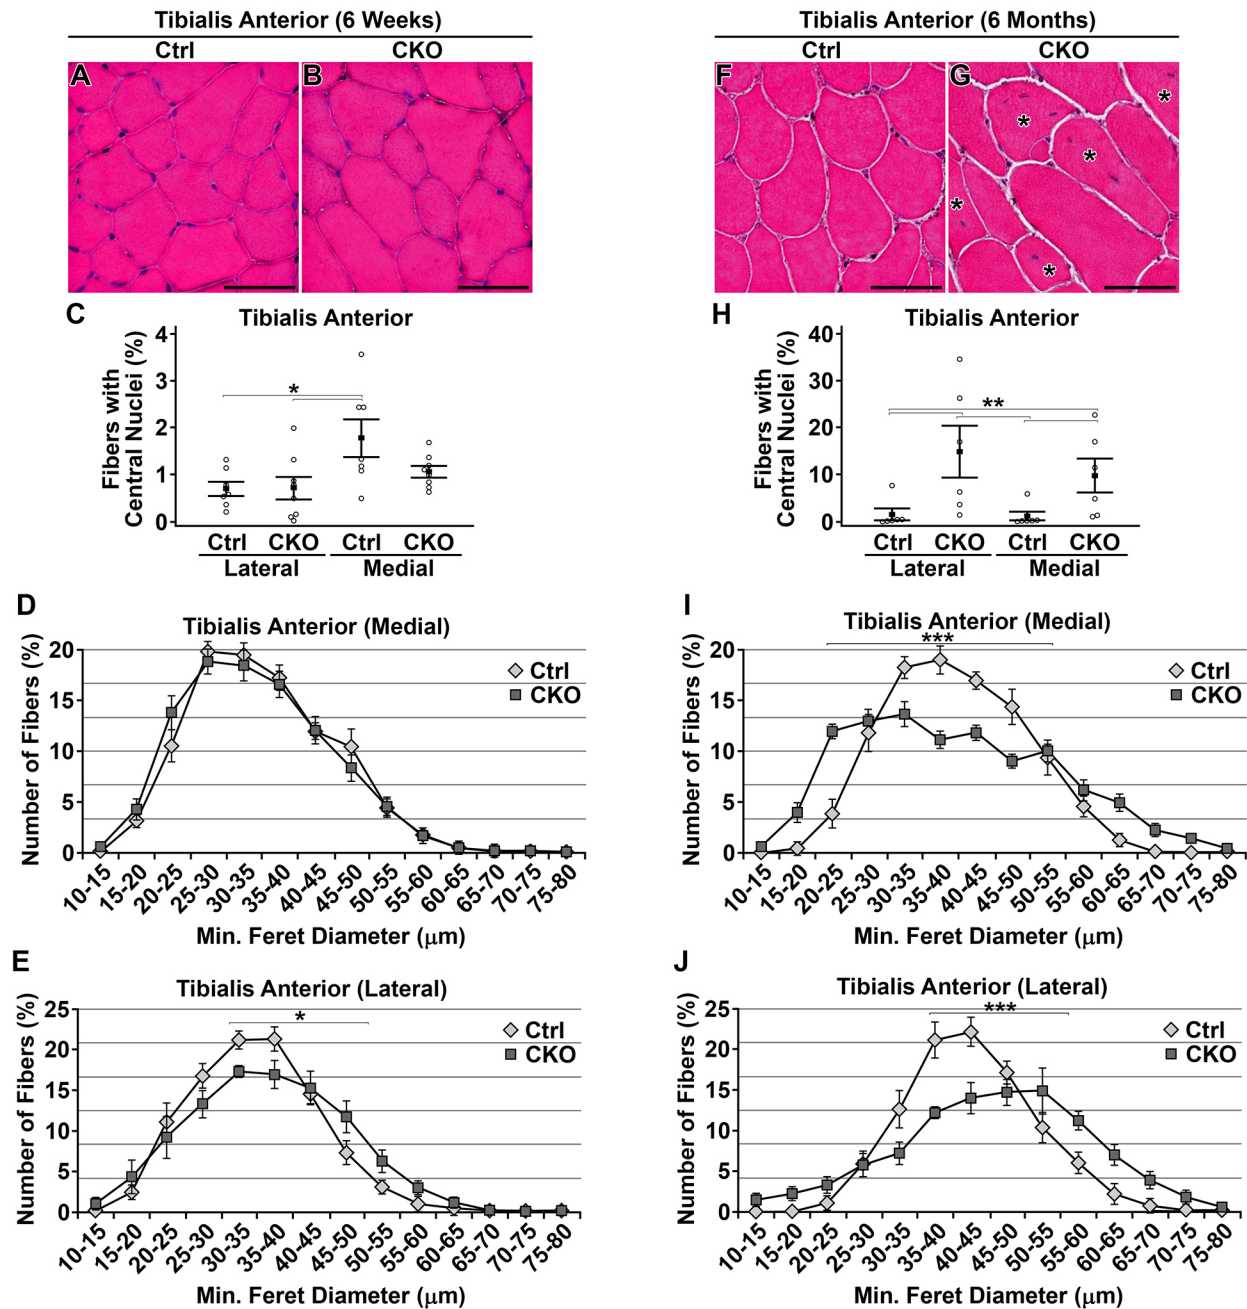 Tibialis Anterior (6 Weeks)
Ctrl CKO
A B
Tibialis Anterior (6 Months)
Ctrl CKO
F G
* * * * *
C Tibialis Anterior
Fibers with
Central Nuclei (%)
4
3
2
1
0
*
Ctrl CKO Ctrl CKO
Lateral Medial
H Tibialis Anterior
Fibers with
Central Nuclei (%)
40
30
20
10
0
**
Ctrl CKO Ctrl CKO
Lateral Medial
D
Tibialis Anterior (Medial)
Number of Fibers (%)
20
15
10
5
0
Ctrl
CKO
10-15 15-20 20-25 25-30 30-35 35-40 40-45 45-50 50-55 55-60 60-65 65-70 70-75 75-80
Min. Feret Diameter (μm)
I
Tibialis Anterior (Medial)
***
Number of Fibers (%)
20
15
10
5
0
Ctrl
CKO
10-15 15-20 20-25 25-30 30-35 35-40 40-45 45-50 50-55 55-60 60-65 65-70 70-75 75-80
Min. Feret Diameter (μm)
E
Tibialis Anterior (Lateral)
*
Number of Fibers (%)
25
20
15
10
5
0
Ctrl
CKO
10-15 15-20 20-25 25-30 30-35 35-40 40-45 45-50 50-55 55-60 60-65 65-70 70-75 75-80
Min. Feret Diameter (μm)
J
Tibialis Anterior (Lateral)
***
Number of Fibers (%)
25
20
15
10
5
0
Ctrl
CKO
10-15 15-20 20-25 25-30 30-35 35-40 40-45 45-50 50-55 55-60 60-65 65-70 70-75 75-80
Min. Feret Diameter (μm)